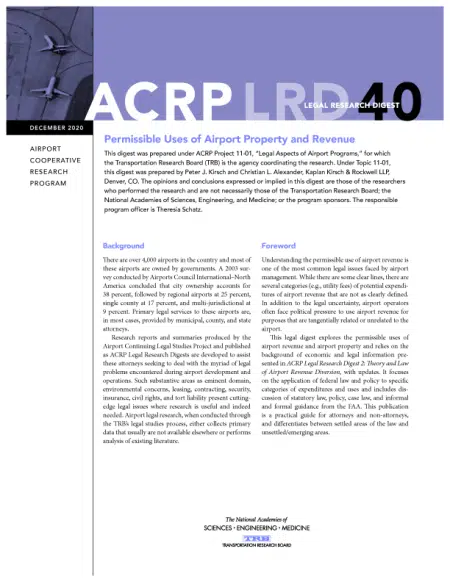 ACRP LRD 40
LEGAL RESEARCH DIGEST
DECEMBER 2020
AIRPORT
COOPERATIVE
RESEARCH
PROGRAM
Permissible Uses of Airport Property and Revenue
This digest was prepared under ACRP Project 11-01, "Legal Aspects of Airport Programs," for which
the Transportation Research Board (TRB) is the agency coordinating the research. Under Topic 11-01,
this digest was prepared by Peter J. Kirsch and Christian L. Alexander, Kaplan Kirsch & Rockwell LLP,
Denver, CO. The opinions and conclusions expressed or implied in this digest are those of the researchers
who performed the research and are not necessarily those of the Transportation Research Board; the
National Academies of Sciences, Engineering, and Medicine; or the program sponsors. The responsible
program officer is Theresia Schatz.
Background
There are over 4,000 airports in the country and most of
these airports are owned by governments. A 2003 sur-
vey conducted by Airports Council International–North
America concluded that city ownership accounts for
38 percent, followed by regional airports at 25 percent,
single county at 17 percent, and multi-jurisdictional at
9 percent. Primary legal services to these airports are,
in most cases, provided by municipal, county, and state
attorneys.
Research reports and summaries produced by the
Airport Continuing Legal Studies Project and published
as ACRP Legal Research Digests are developed to assist
these attorneys seeking to deal with the myriad of legal
problems encountered during airport development and
operations. Such substantive areas as eminent domain,
environmental concerns, leasing, contracting, security,
insurance, civil rights, and tort liability present cutting-
edge legal issues where research is useful and indeed
needed. Airport legal research, when conducted through
the TRB's legal studies process, either collects primary
data that usually are not available elsewhere or performs
analysis of existing literature.
Foreword
Understanding the permissible use of airport revenue is
one of the most common legal issues faced by airport
management. While there are some clear lines, there are
several categories (e.g., utility fees) of potential expendi-
tures of airport revenue that are not as clearly defined.
In addition to the legal uncertainty, airport operators
often face political pressure to use airport revenue for
purposes that are tangentially related or unrelated to the
airport.
This legal digest explores the permissible uses of
airport revenue and airport property and relies on the
background of economic and legal information pre-
sented in ACRP Legal Research Digest 2: Theory and Law
of Airport Revenue Diversion, with updates. It focuses
on the application of federal law and policy to specific
categories of expenditures and uses and includes dis-
cussion of statutory law, policy, case law, and informal
and formal guidance from the FAA. This publication
is a practical guide for attorneys and non-attorneys,
and differentiates between settled areas of the law and
unsettled/emerging areas.
The National Academies of
SCIENCES · ENGINEERING · MEDICINE
TRB
TRANSPORTATION RESEARCH BOARD